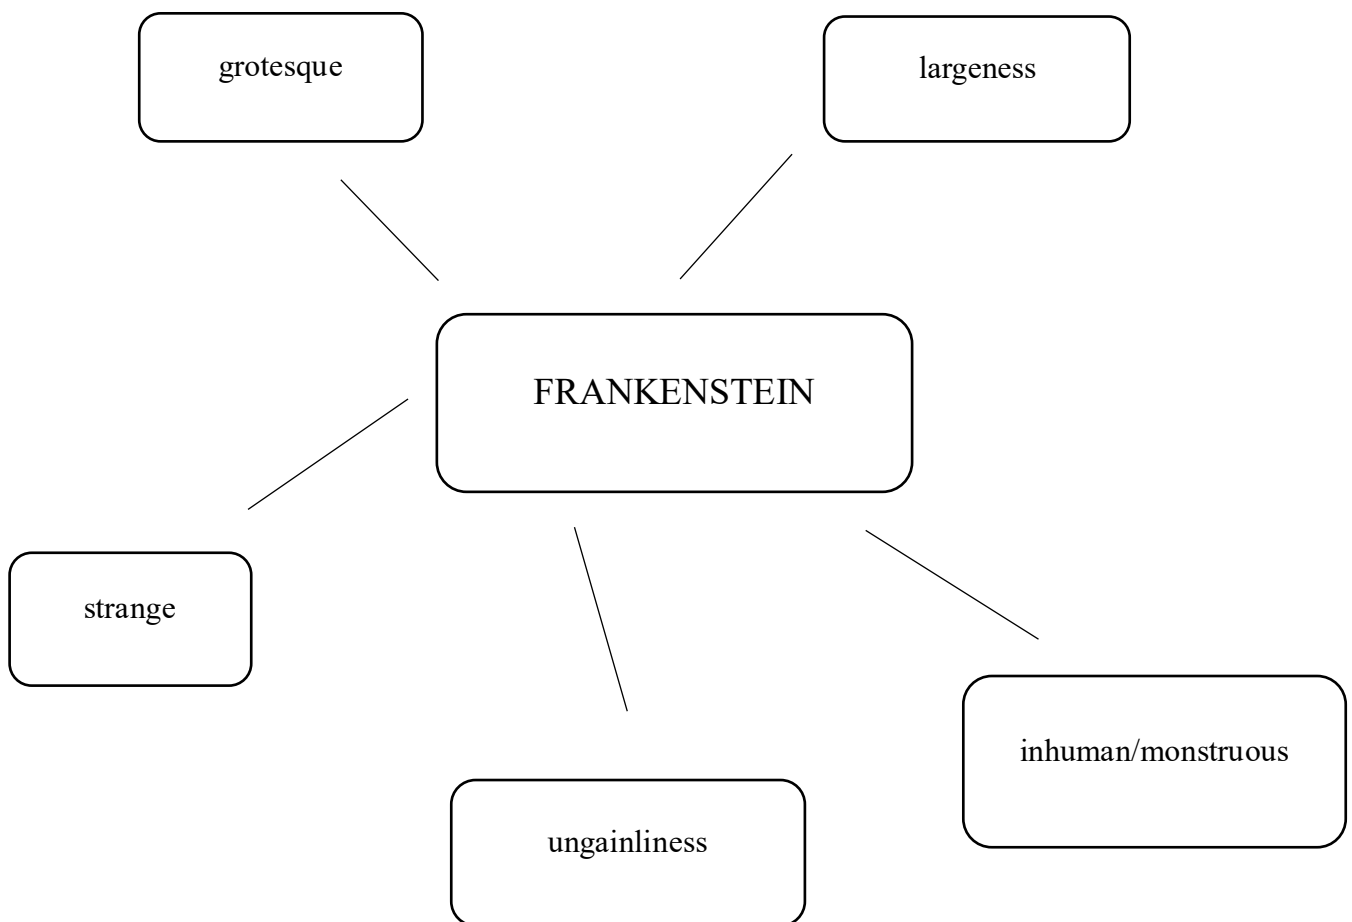 grotesque
largeness
FRANKENSTEIN
strange
inhuman/monstruous
ungainliness